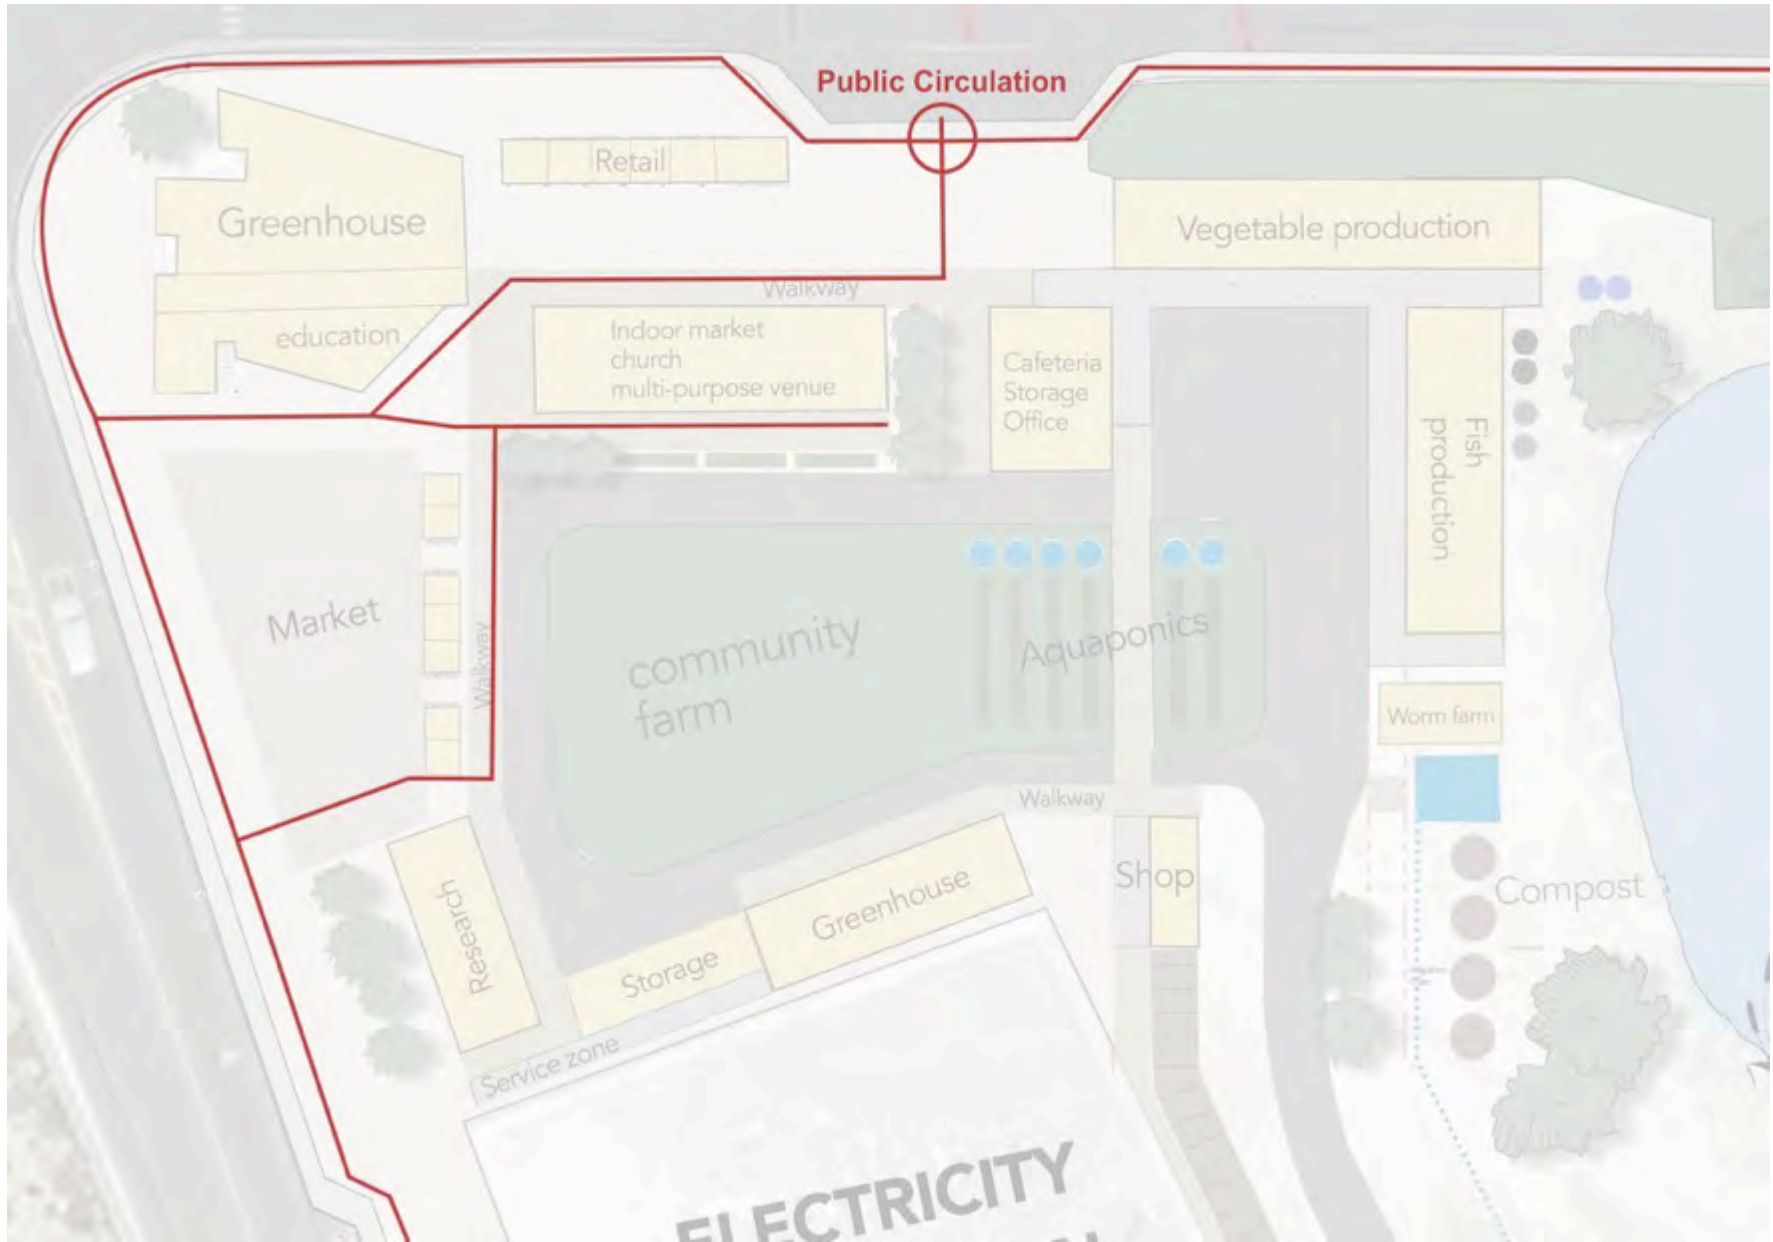 Public Circulation
Retail
Greenhouse
Vegetable production
Walkway
education
Indoor market
church
multi-purpose venue
Cafeteria
Storage
Office
Fish
production
Market
Walkway
community
farm
Aquaponics
Worm farm
Walkway
Shop
Compost
Research
Storage
Greenhouse
Service zone
ELECTRICITY